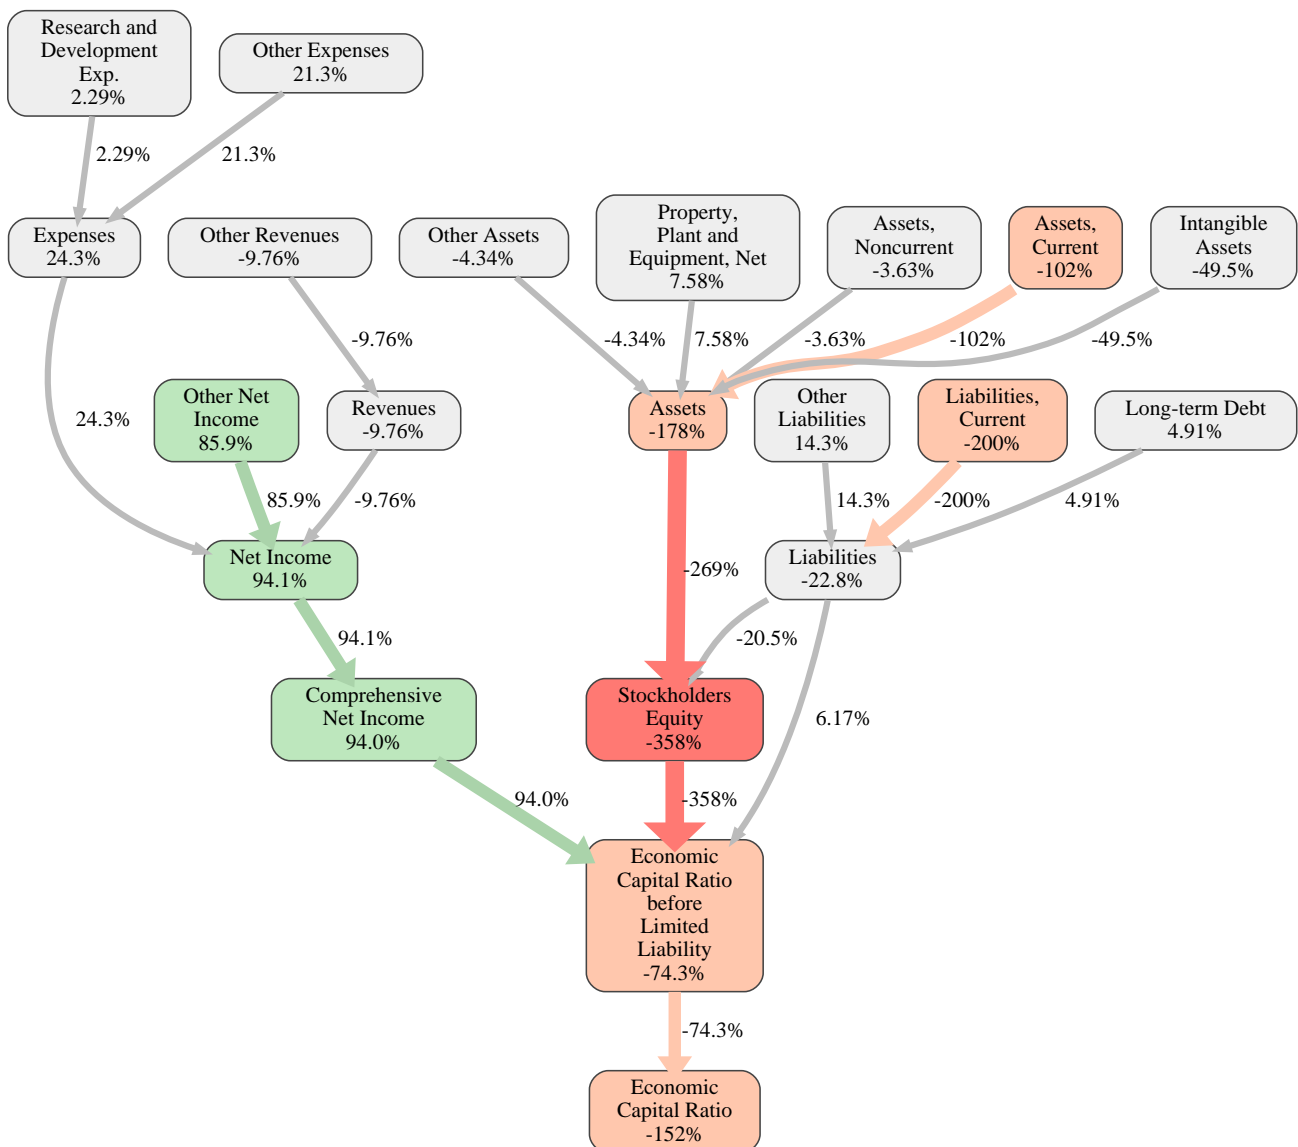 Research and
Development
Exp.
2.29%
Other Expenses
21.3%
2.29%
21.3%
Expenses
24.3%
Other Revenues
-9.76%
Other Assets
-4.34%
Property,
Plant and
Equipment, Net
7.58%
Assets,
Noncurrent
-3.63%
Assets,
Current
-102%
Intangible
Assets
-49.5%
-9.76%
-4.34%
7.58%
-3.63%
-102%
-49.5%
24.3%
Other Net
Income
85.9%
Revenues
-9.76%
Assets
-178%
Other
Liabilities
14.3%
Liabilities,
Current
-200%
Long-term Debt
4.91%
85.9%
-9.76%
14.3%
-200%
4.91%
Net Income
94.1%
-269%
Liabilities
-22.8%
94.1%
-20.5%
Comprehensive
Net Income
94.0%
Stockholders
Equity
-358%
6.17%
94.0%
-358%
Economic
Capital Ratio
before
Limited
Liability
-74.3%
-74.3%
Economic
Capital Ratio
-152%